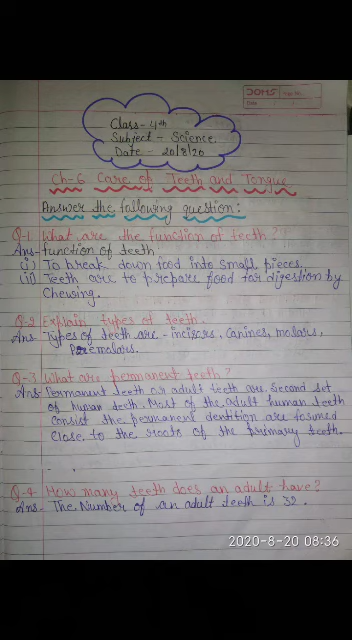 DOMS
Date
Class- 4th
Subject - Science
Date - 20/8/20
Ch-6 Care of Teeth and Tongue
Answer the following question:
Q-1 What are the function of teeth?
Ans- function of teeth.
(i) To break down food into small pieces.
(ii) Teeth are to prepare food for digestion by
Chewing.
Q-2 Explain types of teeth.
Ans- Types of teeth are - incisors, Canines, molars,
Premolars.
Q-3 What are permanent teeth?
Ans- Permanent teeth or adult teeth are second set
of human teeth. Most of the adult human teeth
consist the permanent dentition are formed
close to the roots of the primary teeth.
Q-4 How many teeth does an adult have?
Ans- The Number of an adult teeth is 32.
2020-8-20 08:36